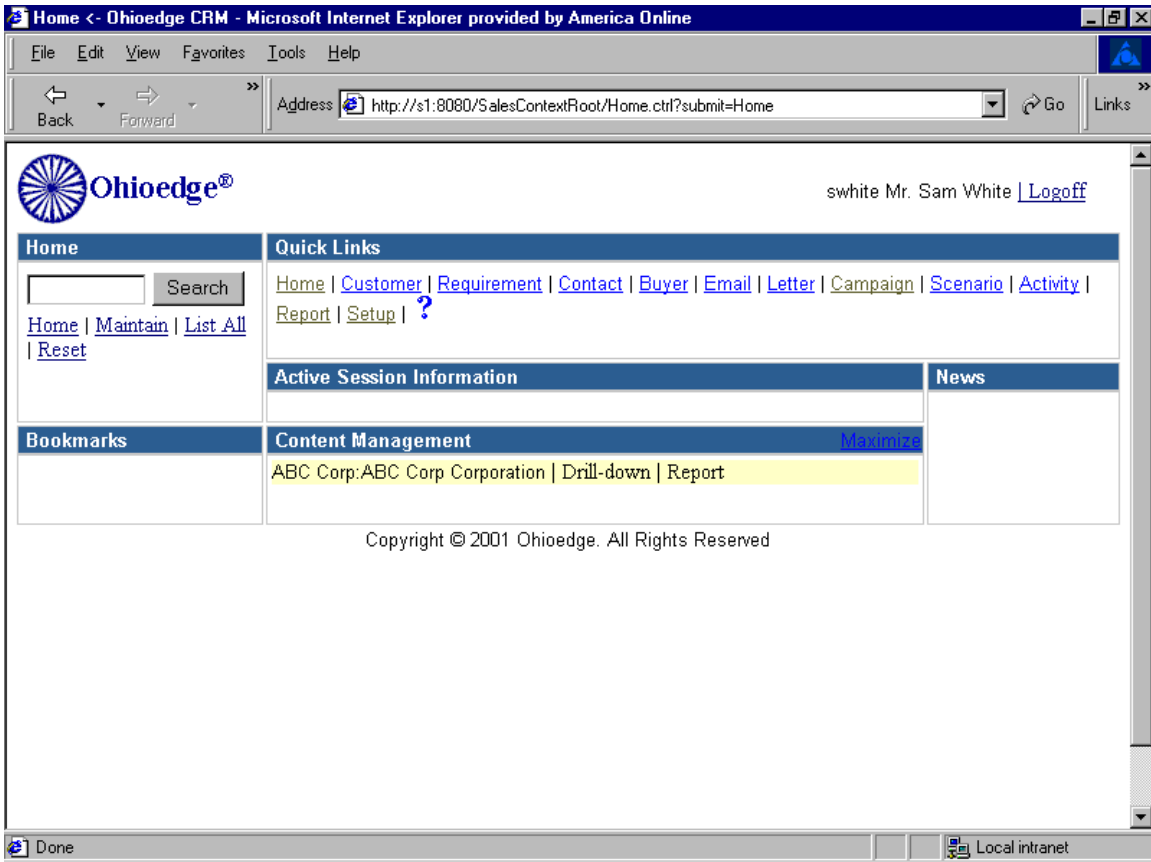 Home <- Ohioedge CRM - Microsoft Internet Explorer provided by America Online
File Edit View Favorites Tools Help
Back Forward » Address http://s1:8080/SalesContextRoot/Home.ctrl?submit=Home Go Links »
Ohioedge®
swhite Mr. Sam White | Logoff
Home
Search
Home | Maintain | List All
| Reset
Quick Links
Home | Customer | Requirement | Contact | Buyer | Email | Letter | Campaign | Scenario | Activity |
Report | Setup | ?
Active Session Information
News
Bookmarks
Content Management Maximize
ABC Corp:ABC Corp Corporation | Drill-down | Report
Copyright © 2001 Ohioedge. All Rights Reserved
Done
Local intranet